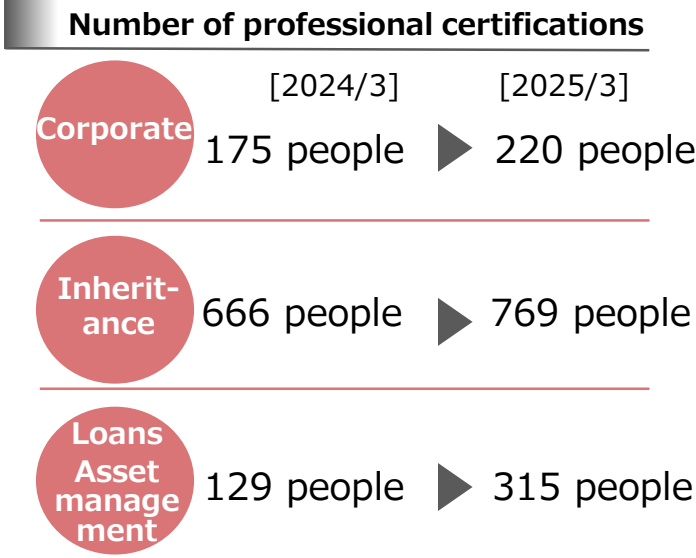 Number of professional certifications
[2024/3] [2025/3]
Corporate
175 people 220 people
Inherit-
ance
666 people 769 people
Loans
Asset
manage
ment
129 people 315 people